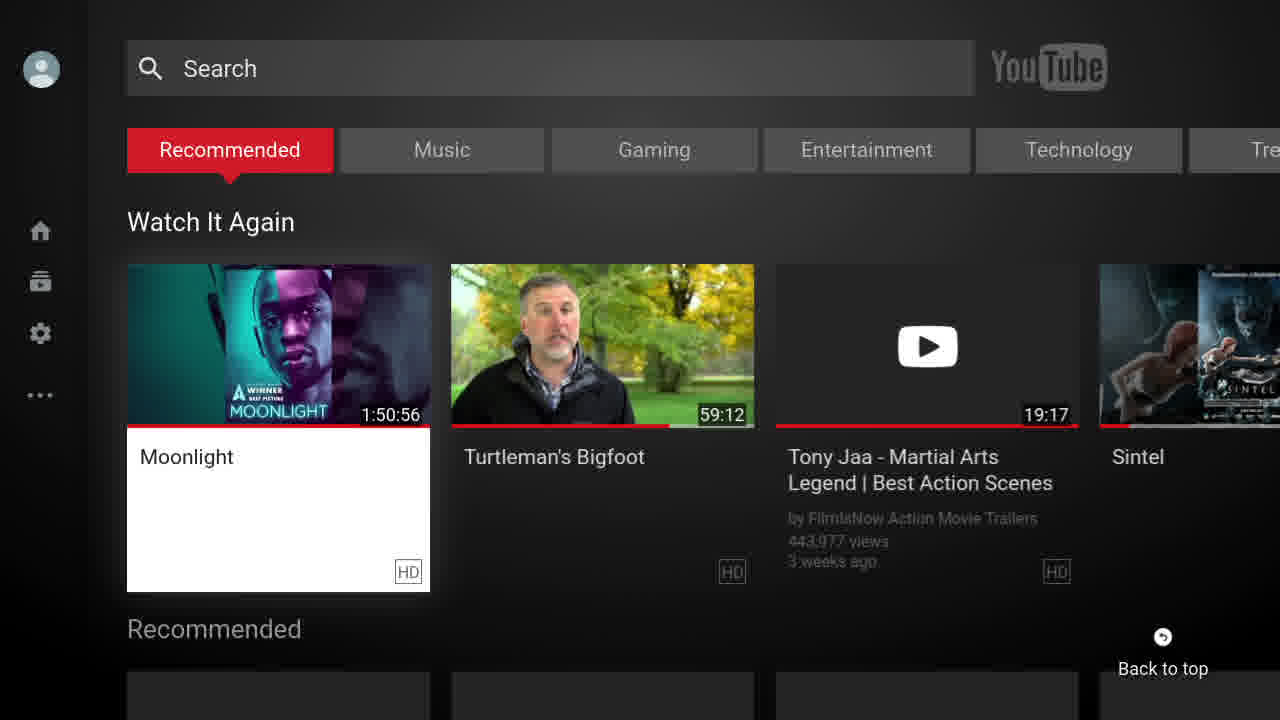 Search
YouTube
Recommended
Music
Gaming
Entertainment
Technology
Tre
Watch It Again
WINNER
BEST PICTURE
MOONLIGHT
1:50:56
59:12
19:17
SINTEL
Moonlight
Turtleman's Bigfoot
Tony Jaa - Martial Arts
Legend | Best Action Scenes
Sintel
by FilmIsNow Action Movie Trailers
443,977 views
3 weeks ago
HD
HD
HD
Recommended
Back to top